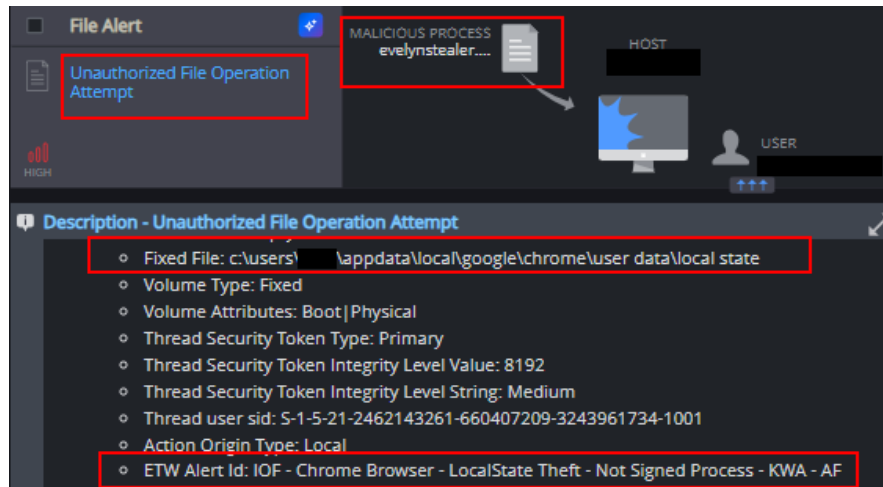 File Alert
Unauthorized File Operation
Attempt
HIGH
MALICIOUS PROCESS
evelynstealer....
HOST
USER
Description - Unauthorized File Operation Attempt
Fixed File: c:\users\ \appdata\local\google\chrome\user data\local state
Volume Type: Fixed
Volume Attributes: Boot|Physical
Thread Security Token Type: Primary
Thread Security Token Integrity Level Value: 8192
Thread Security Token Integrity Level String: Medium
Thread user sid: S-1-5-21-2462143261-660407209-3243961734-1001
Action Origin Type: Local
ETW Alert Id: IOF - Chrome Browser - LocalState Theft - Not Signed Process - KWA - AF